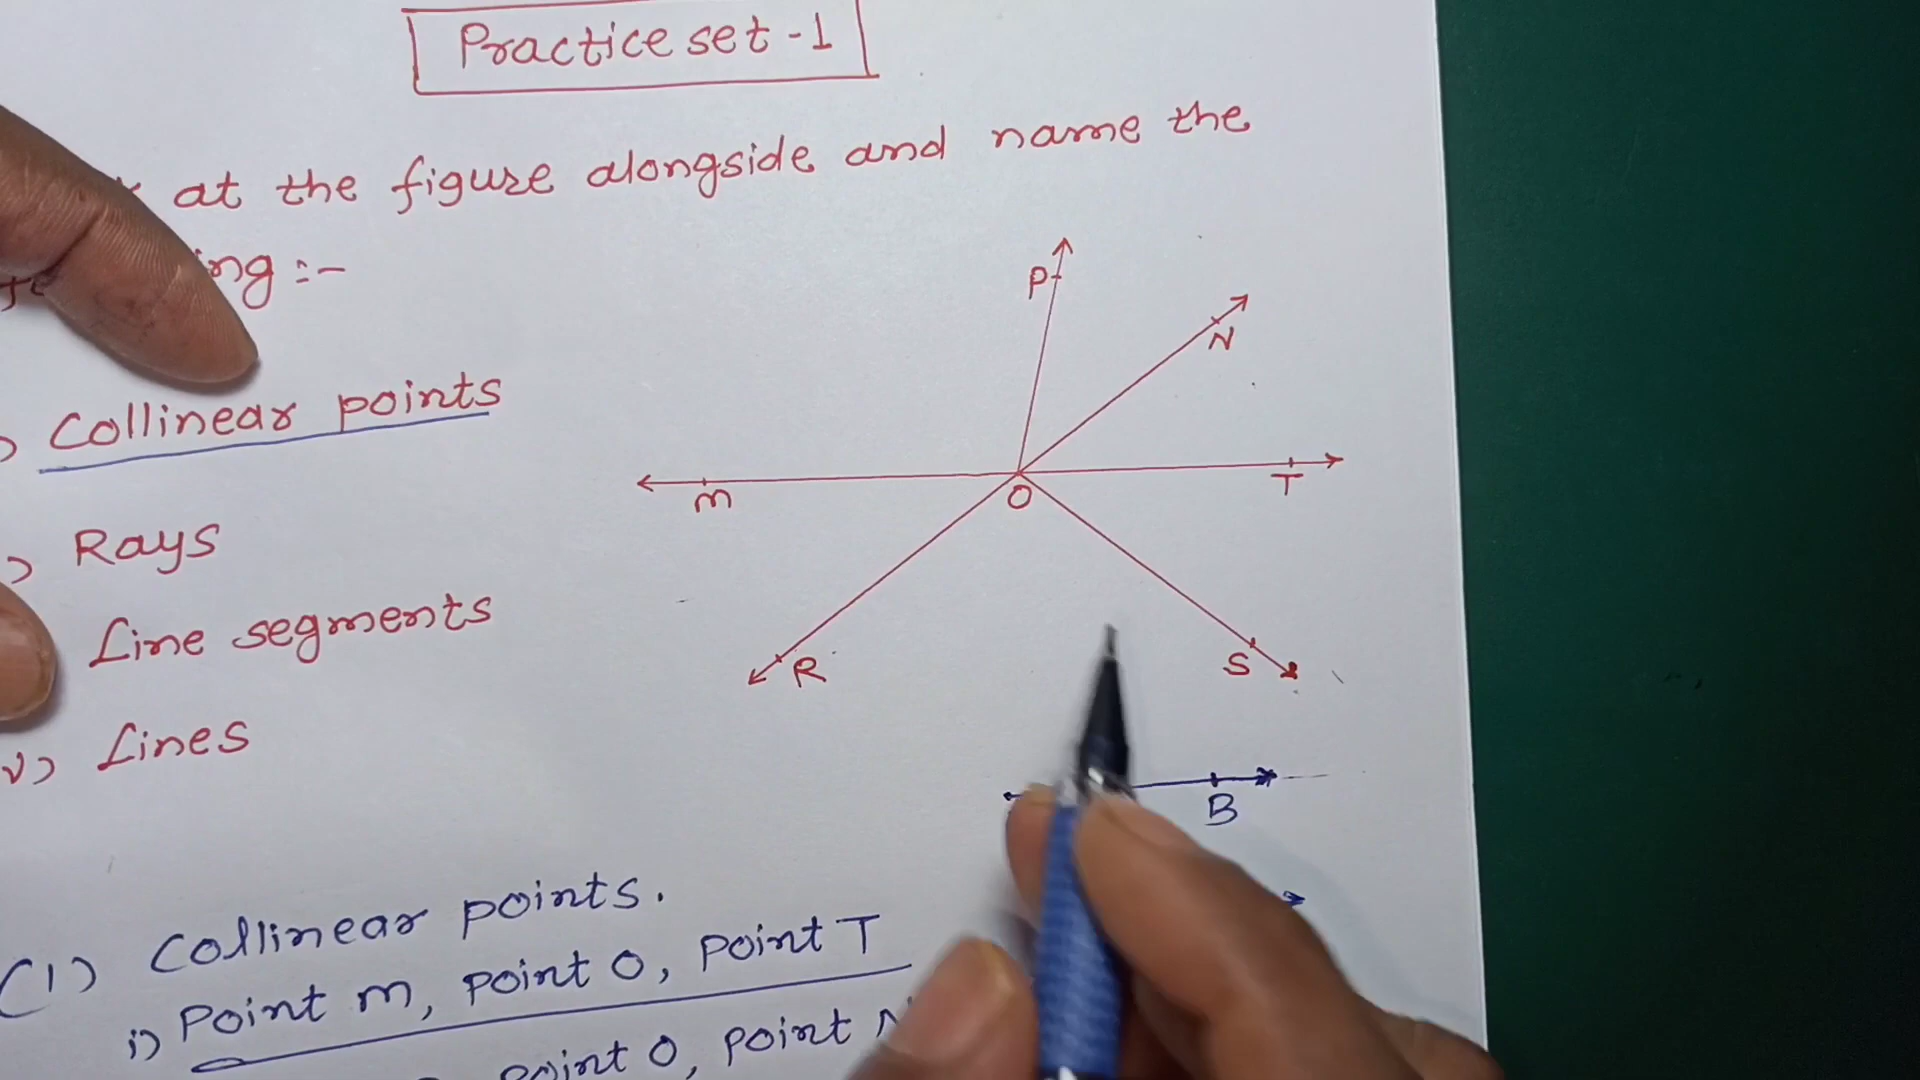 Practice set - 1
at the figure alongside and name the
ing :-
P
N
Collinear points
M
O
T
Rays
Line segments
R
S
v) Lines
B
(1) Collinear points.
i) Point M, Point O, Point T
Point O, Point N